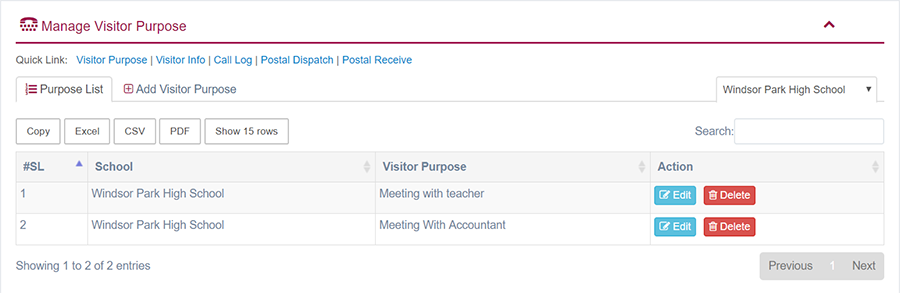 Manage Visitor Purpose
Quick Link: Visitor Purpose | Visitor Info | Call Log | Postal Dispatch | Postal Receive
Purpose List Add Visitor Purpose Windsor Park High School
Copy Excel CSV PDF Show 15 rows Search:
#SL School Visitor Purpose Action
1 Windsor Park High School Meeting with teacher Edit Delete
2 Windsor Park High School Meeting With Accountant Edit Delete
Showing 1 to 2 of 2 entries Previous 1 Next